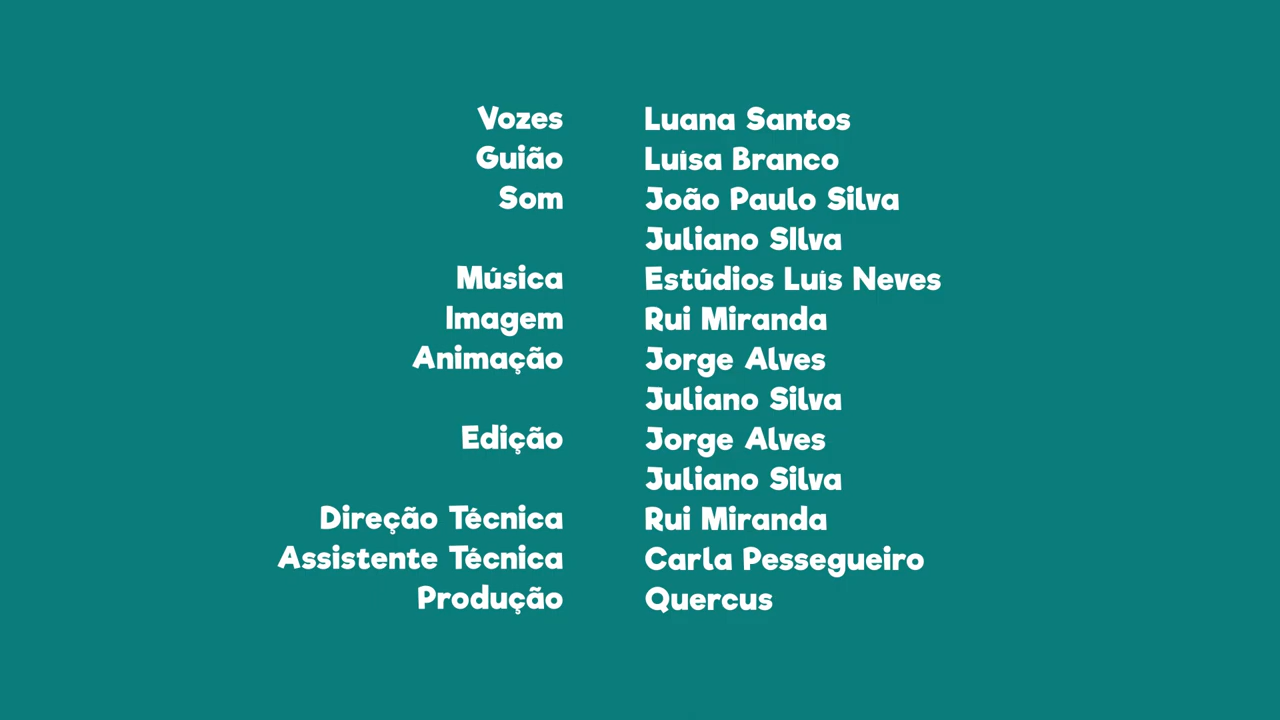 Vozes Luana Santos
Guião Luísa Branco
Som João Paulo Silva
Juliano SIlva
Música Estúdios Luís Neves
Imagem Rui Miranda
Animação Jorge Alves
Juliano Silva
Edição Jorge Alves
Juliano Silva
Direção Técnica Rui Miranda
Assistente Técnica Carla Pessegueiro
Produção Quercus